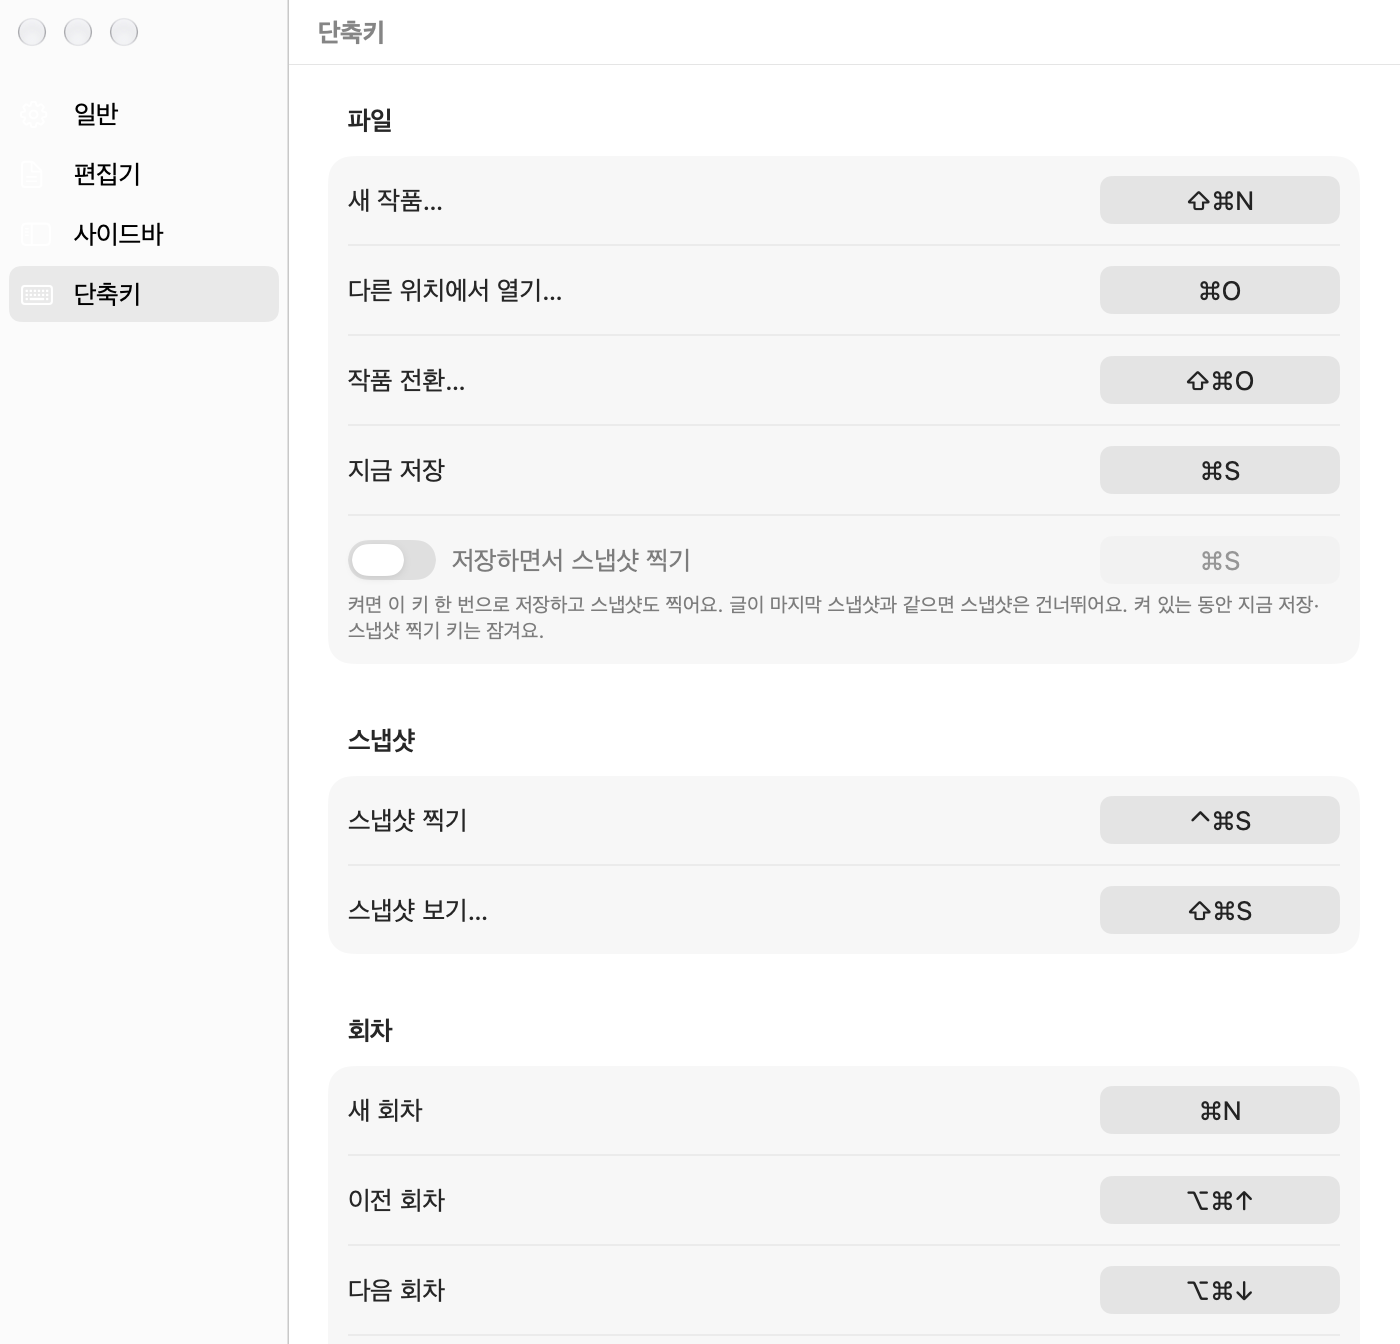 단축키
일반
편집기
사이드바
단축키
파일
새 작품...
⇧⌘N
다른 위치에서 열기...
⌘O
작품 전환...
⇧⌘O
지금 저장
⌘S
저장하면서 스냅샷 찍기
⌘S
켜면 이 키 한 번으로 저장하고 스냅샷도 찍어요. 글이 마지막 스냅샷과 같으면 스냅샷은 건너뛰어요. 켜 있는 동안 지금 저장·
스냅샷 찍기 키는 잠겨요.
스냅샷
스냅샷 찍기
^⌘S
스냅샷 보기...
⇧⌘S
회차
새 회차
⌘N
이전 회차
⌥⌘↑
다음 회차
⌥⌘↓